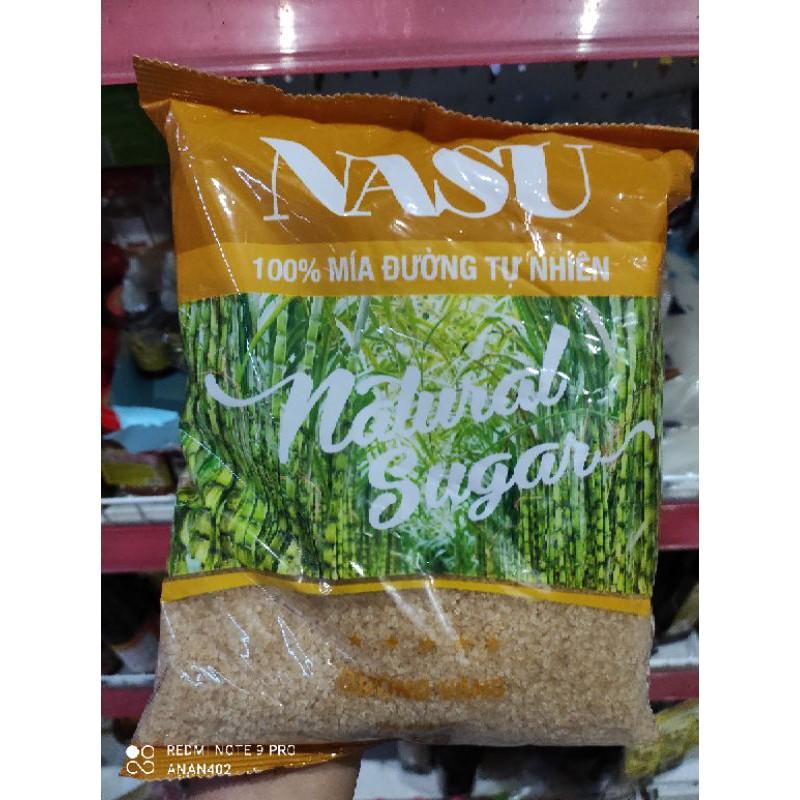 NASU
100% MÍA ĐƯỜNG TỰ NHIÊN
Natural
Sugar
ĐƯỜNG VÀNG
REDMI NOTE 9 PRO
ANAN402